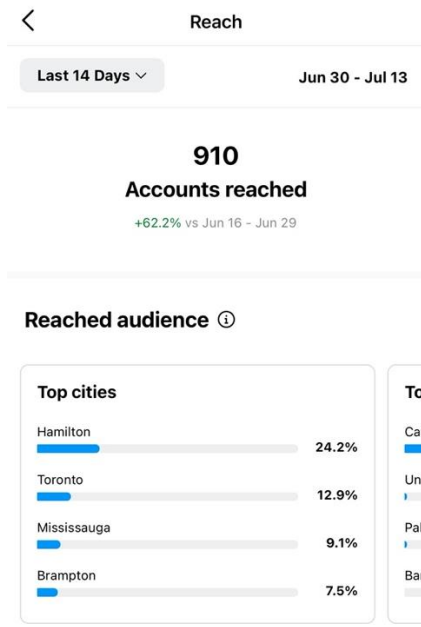 Reach
Last 14 Days
Jun 30 - Jul 13
910
Accounts reached
+62.2% vs Jun 16 - Jun 29
Reached audience
Top cities
Hamilton
24.2%
Toronto
12.9%
Mississauga
9.1%
Brampton
7.5%